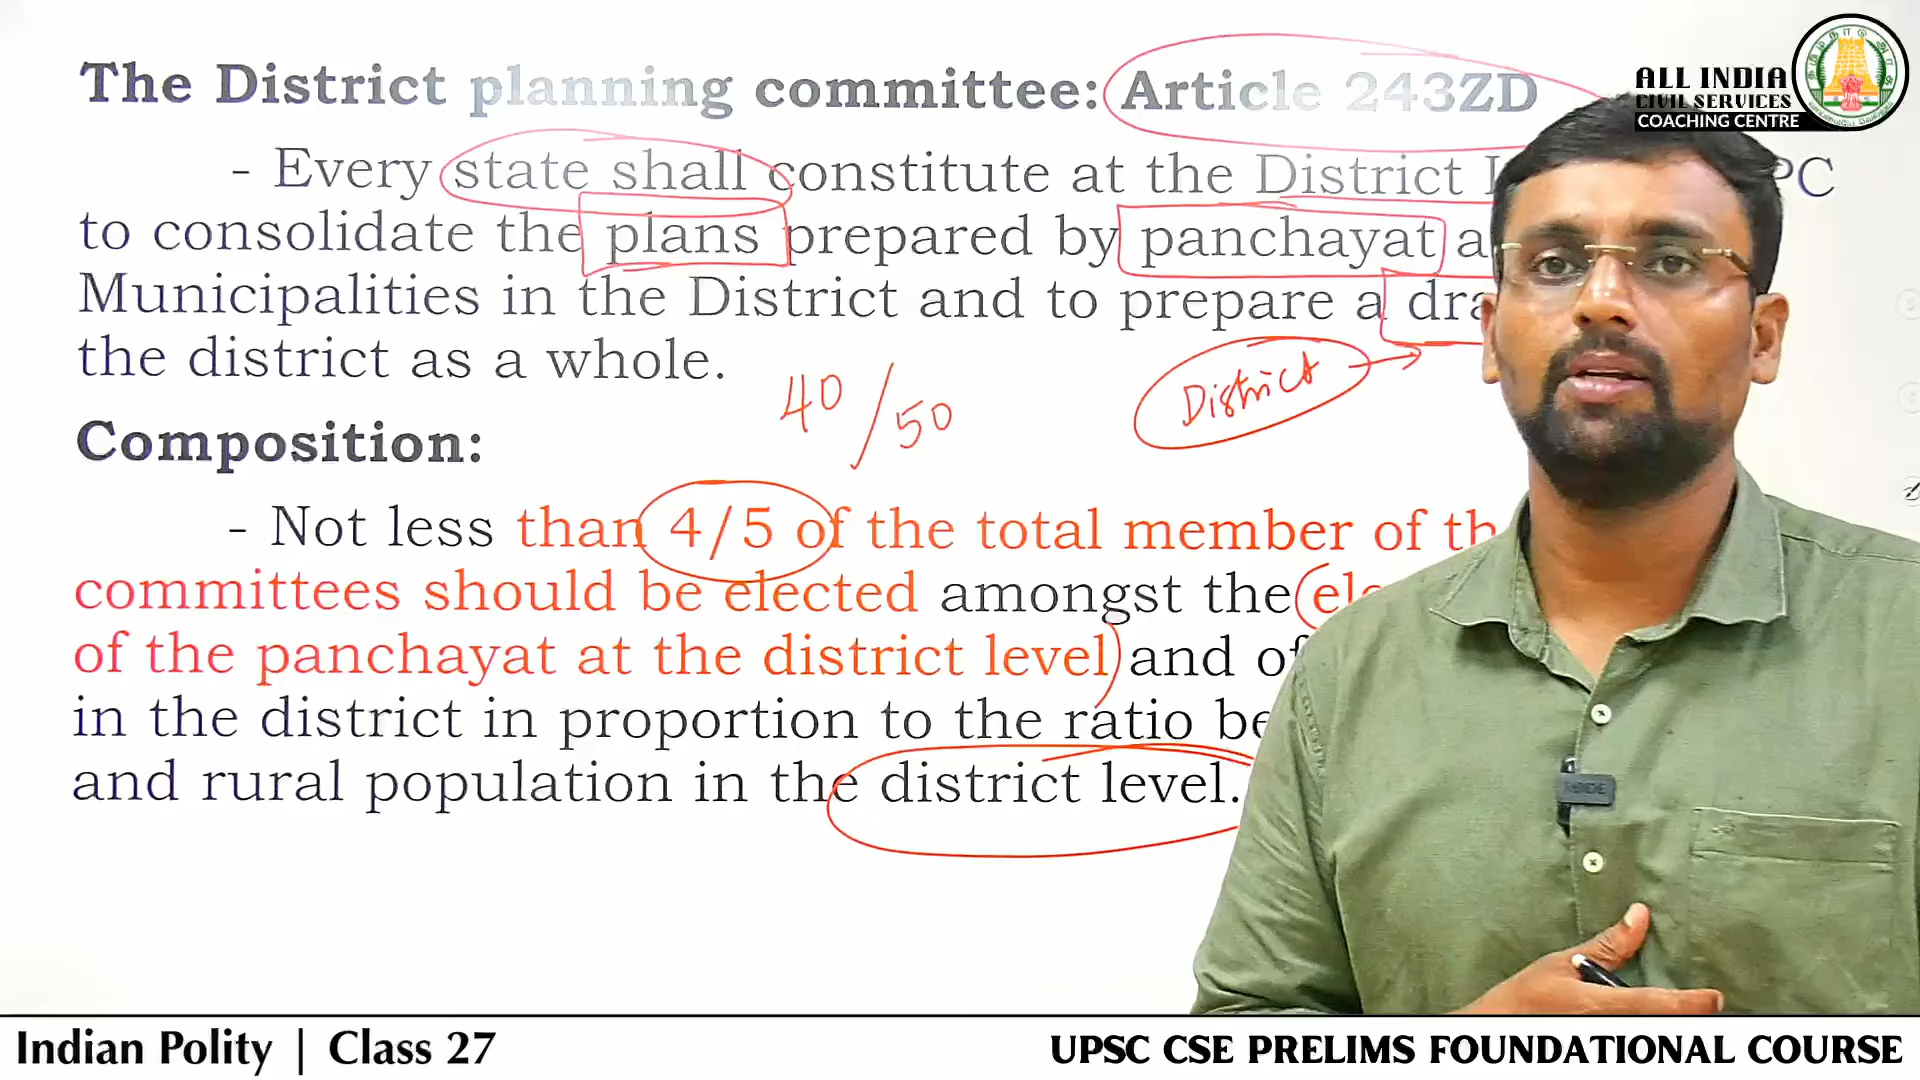 The District planning committee: Article 243ZD
ALL INDIA
CIVIL SERVICES
COACHING CENTRE
- Every state shall constitute at the District PC
to consolidate the plans prepared by panchayat
Municipalities in the District and to prepare a
the district as a whole.
District
40/50
Composition:
- Not less than 4/5 of the total member of
committees should be elected amongst the
of the panchayat at the district level and
in the district in proportion to the ratio
and rural population in the district level.
Indian Polity | Class 27
UPSC CSE PRELIMS FOUNDATIONAL COURSE